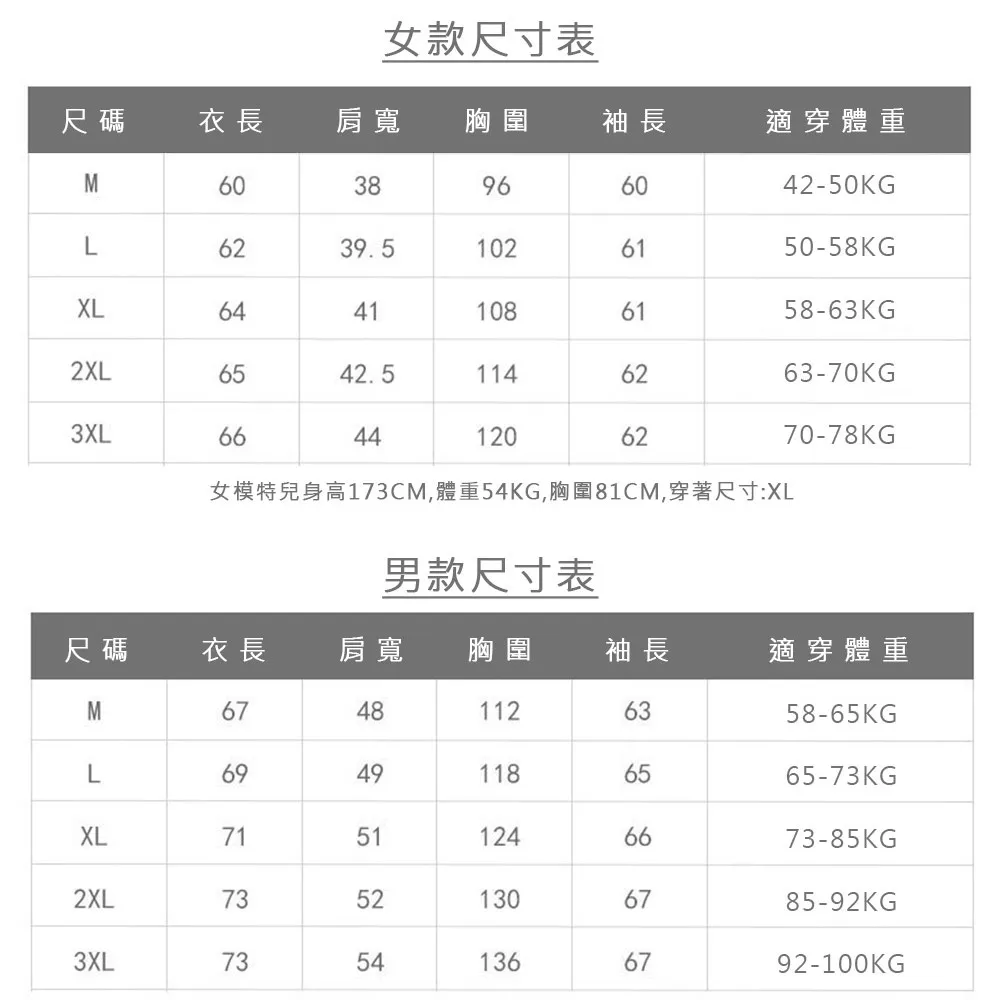 女款尺寸表
尺碼 衣長 肩寬 胸圍 袖長 適穿體重
M 60 38 96 60 42-50KG
L 62 39.5 102 61 50-58KG
XL 64 41 108 61 58-63KG
2XL 65 42.5 114 62 63-70KG
3XL 66 44 120 62 70-78KG
女模特兒身高173CM,體重54KG,胸圍81CM,穿著尺寸:XL
男款尺寸表
尺碼 衣長 肩寬 胸圍 袖長 適穿體重
M 67 48 112 63 58-65KG
L 69 49 118 65 65-73KG
XL 71 51 124 66 73-85KG
2XL 73 52 130 67 85-92KG
3XL 73 54 136 67 92-100KG